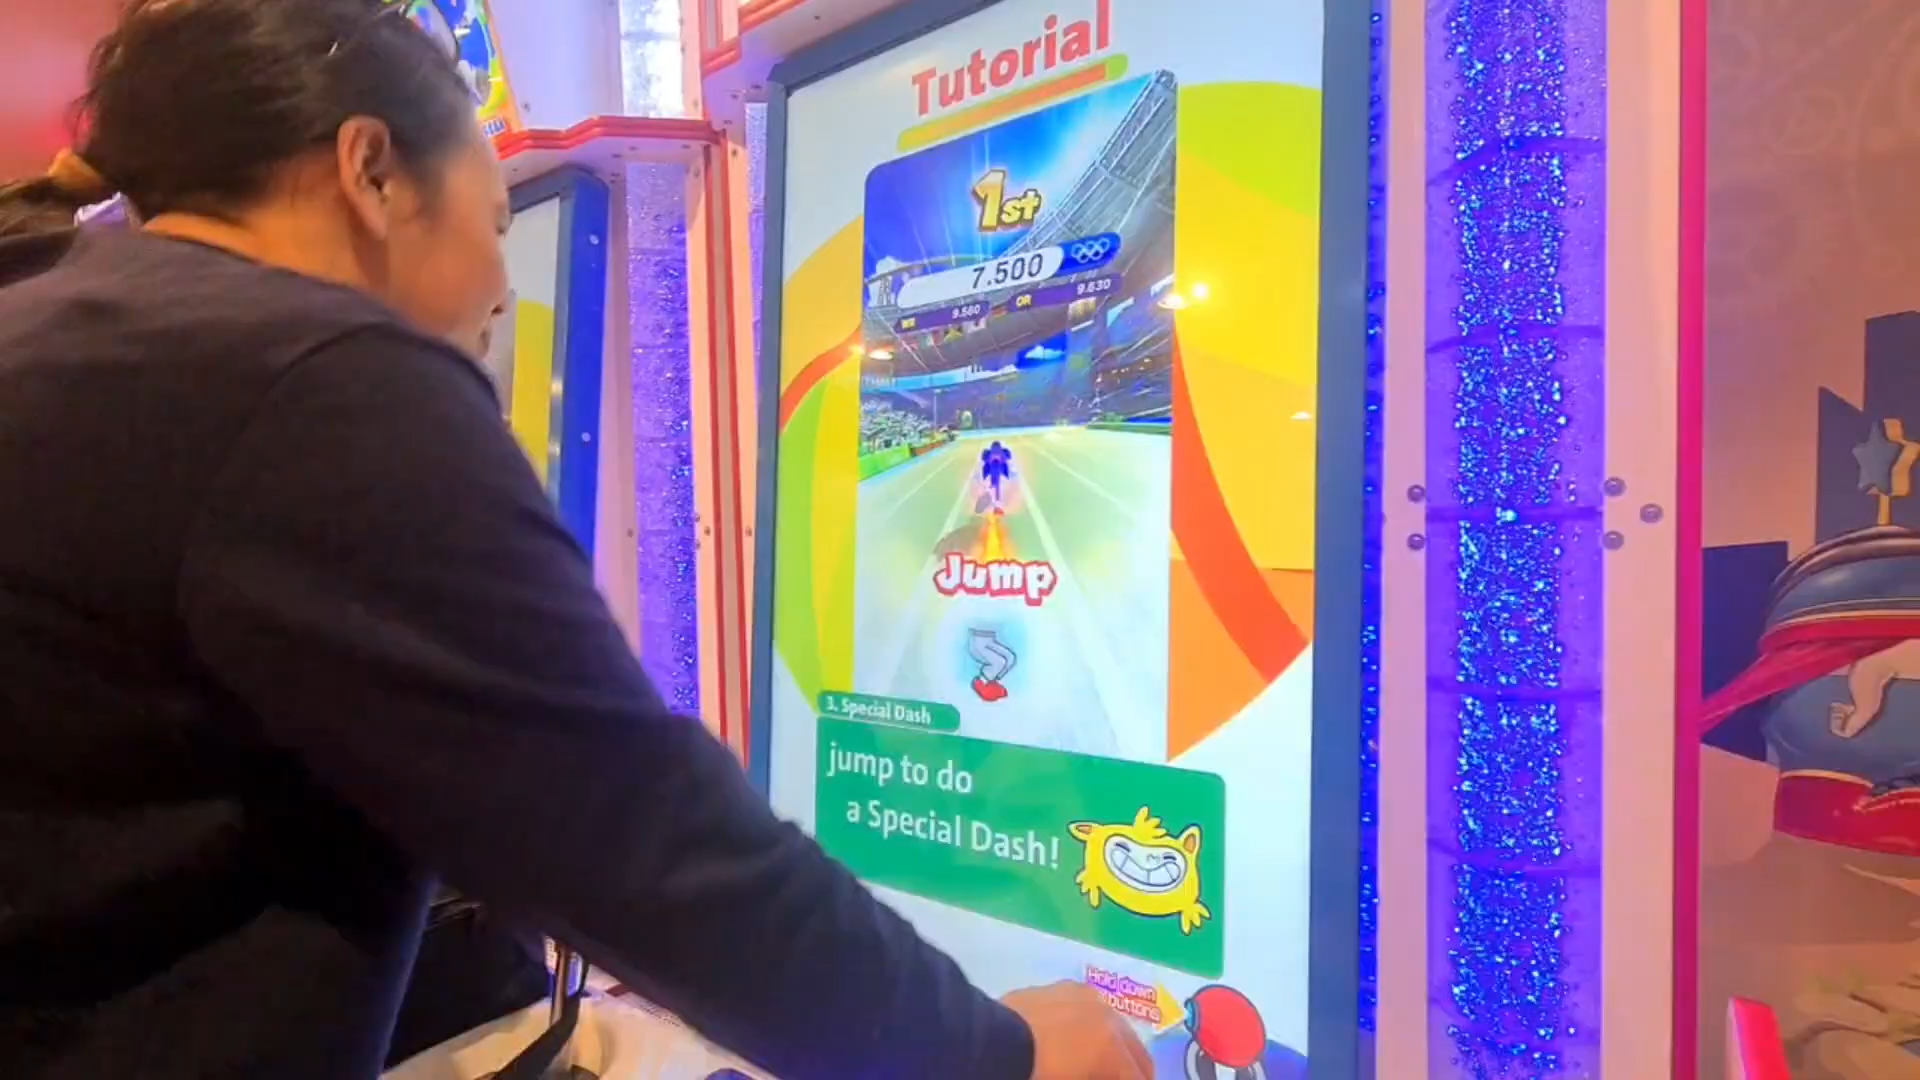 Tutorial
1st
7.500
WR 9.580 OR 9.630
Jump
3. Special Dash
jump to do
a Special Dash!
Hold down
buttons